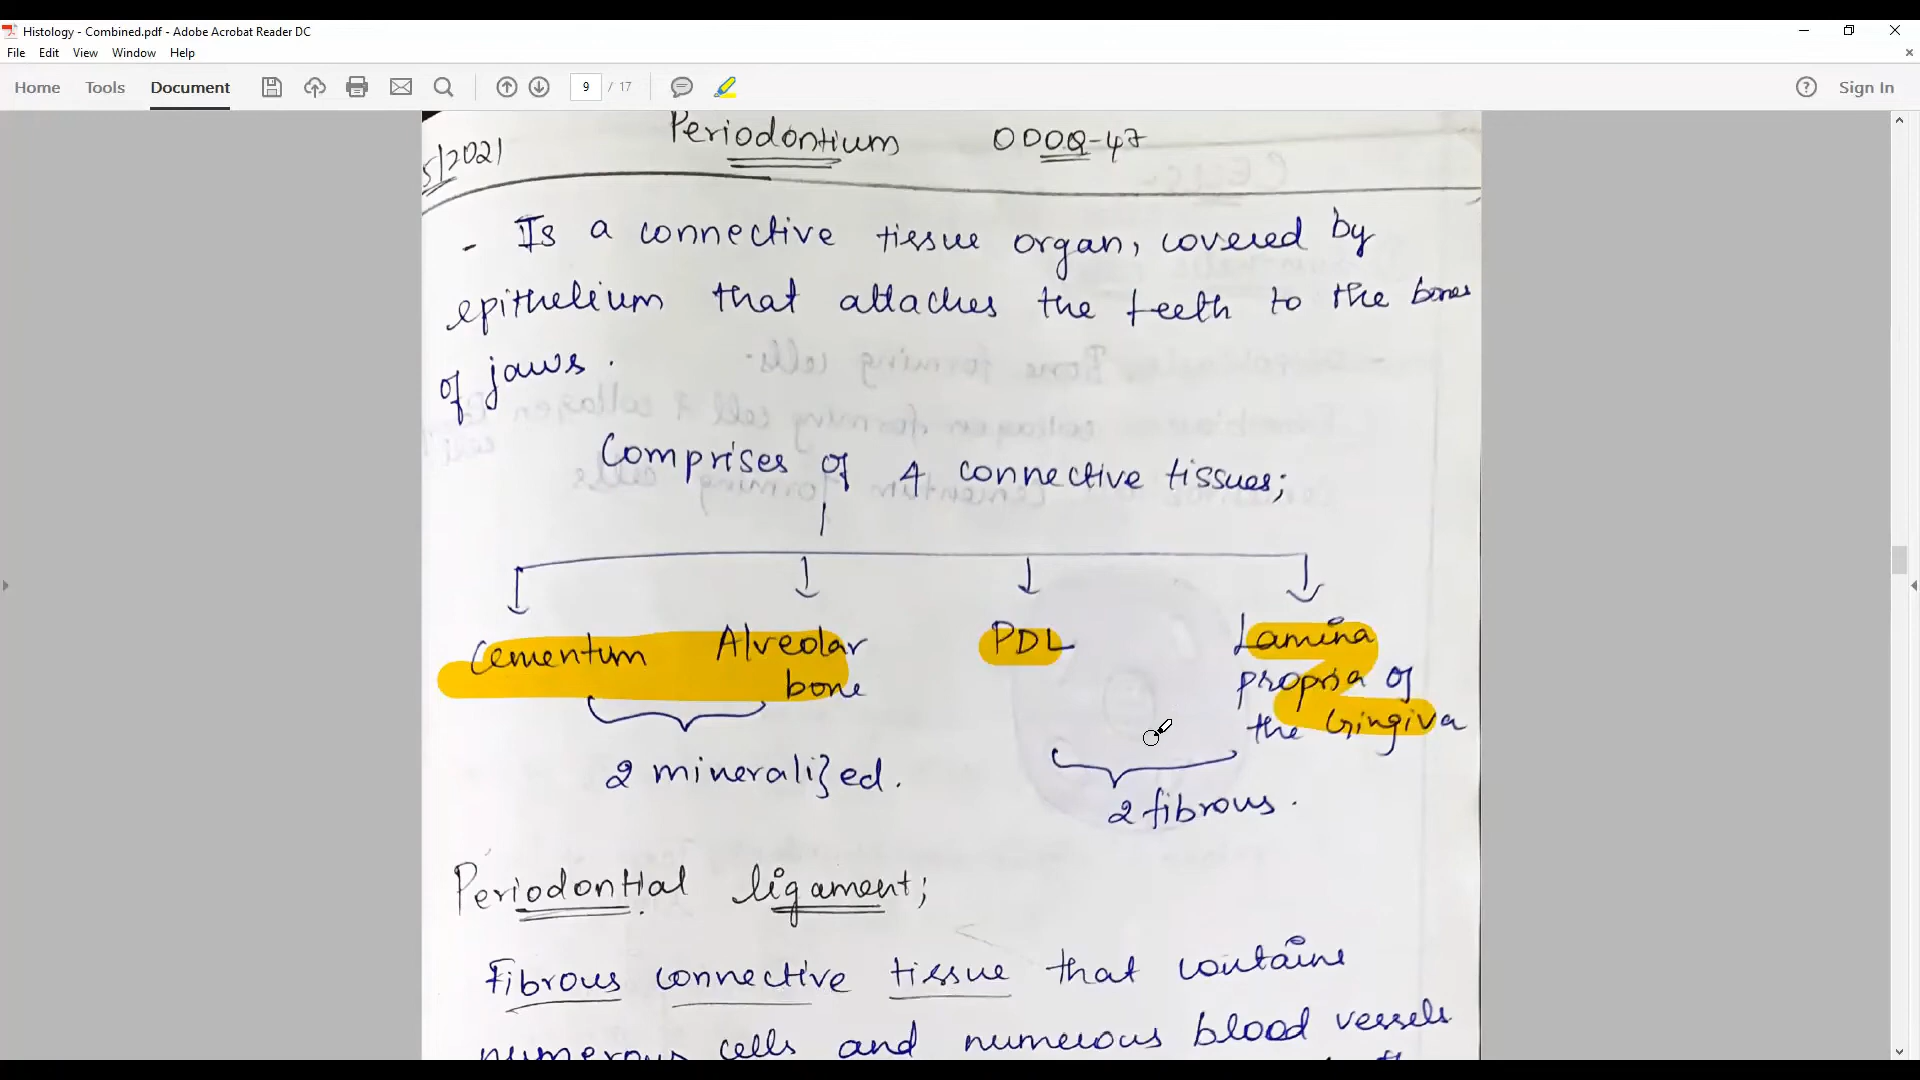 Histology - Combined.pdf - Adobe Acrobat Reader DC
File Edit View Window Help
Home Tools Document 9 / 17 Sign In
5/2021 Periodontium ODOQ-47
- Is a connective tissue organ, covered by
epithelium that attaches the teeth to the bones
of jaws.
Comprises of 4 connective tissues;
Cementum Alveolar bone PDL Lamina propria of the Gingiva
2 mineralized.
2 fibrous.
Periodontial ligament;
Fibrous connective tissue that contains
numerous cells and numerous blood vessels